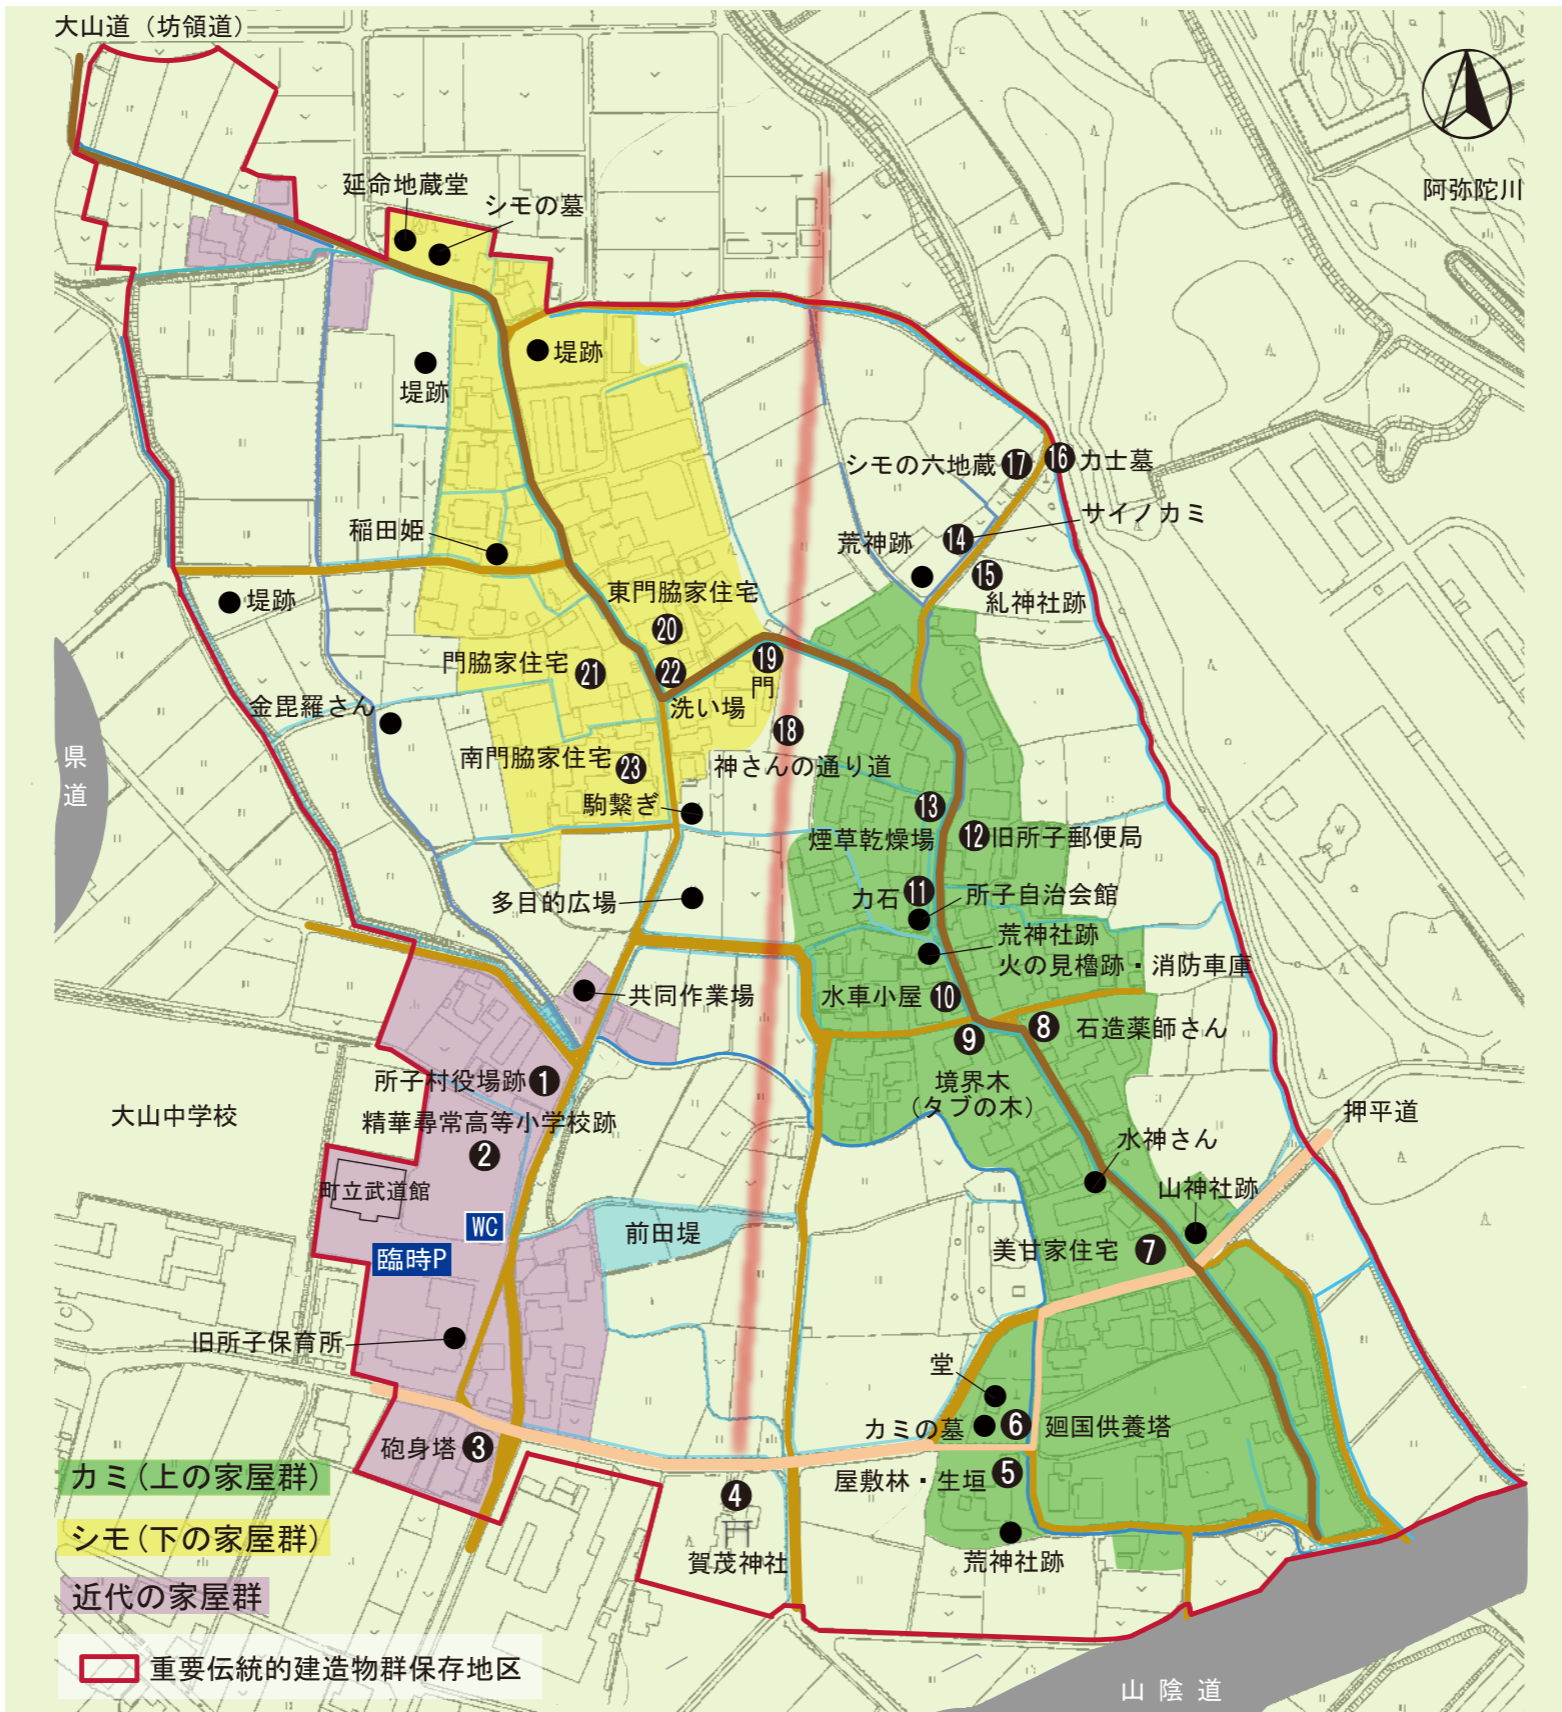 大山道（坊領道）
阿弥陀川
延命地蔵堂
シモの墓
堤跡
堤跡
シモの六地蔵 17
16 力士墓
サイノカミ
稲田姫
荒神跡
14
15
糺神社跡
堤跡
東門脇家住宅
20
門脇家住宅 21
22
洗い場
19
門
金毘羅さん
18
神さんの通り道
南門脇家住宅 23
県道
駒繋ぎ
13
煙草乾燥場
12 旧所子郵便局
多目的広場
力石 11
所子自治会館
荒神社跡
火の見櫓跡・消防車庫
共同作業場
水車小屋 10
9
8 石造薬師さん
所子村役場跡 1
境界木
（タブの木）
大山中学校
精華尋常高等小学校跡
2
押平道
水神さん
町立武道館
山神社跡
WC
前田堤
臨時P
美甘家住宅 7
旧所子保育所
堂
カミの墓 6 廻国供養塔
砲身塔 3
屋敷林・生垣 5
4
賀茂神社
荒神社跡
カミ(上の家屋群)
シモ(下の家屋群)
近代の家屋群
重要伝統的建造物群保存地区
山陰道